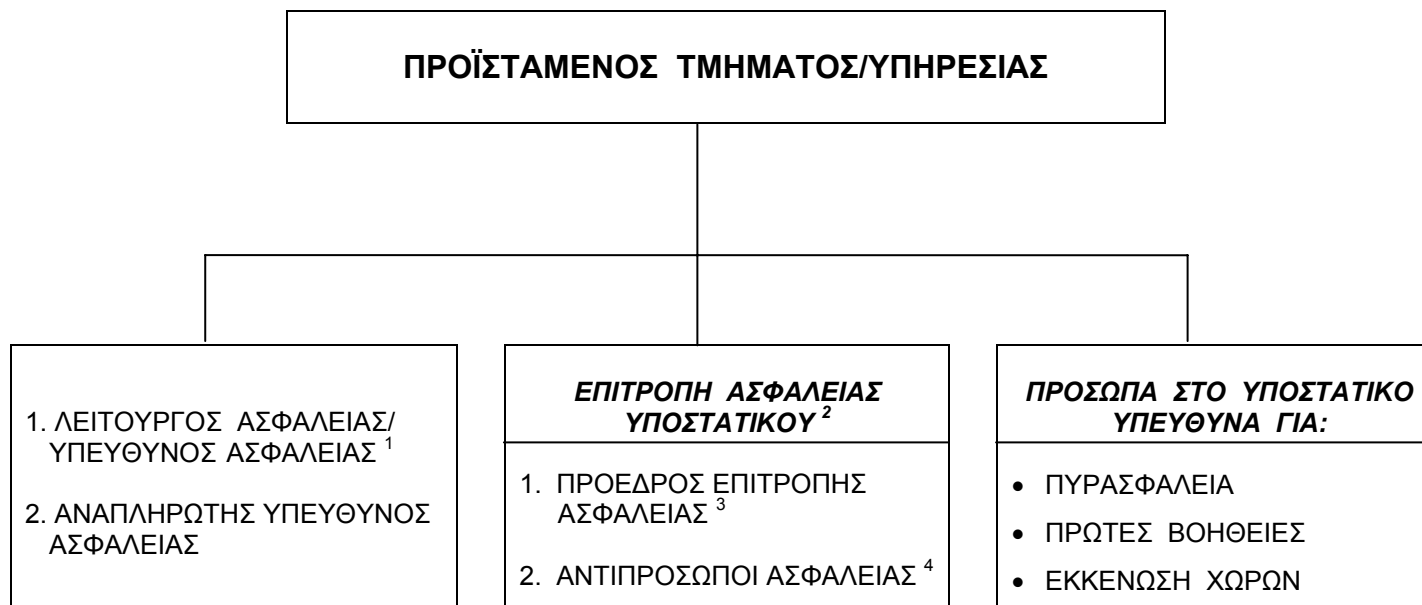 ΠΡΟΪΣΤΑΜΕΝΟΣ ΤΜΗΜΑΤΟΣ/ΥΠΗΡΕΣΙΑΣ
1. ΛΕΙΤΟΥΡΓΟΣ ΑΣΦΑΛΕΙΑΣ/
ΥΠΕΥΘΥΝΟΣ ΑΣΦΑΛΕΙΑΣ 1
2. ΑΝΑΠΛΗΡΩΤΗΣ ΥΠΕΥΘΥΝΟΣ
ΑΣΦΑΛΕΙΑΣ
ΕΠΙΤΡΟΠΗ ΑΣΦΑΛΕΙΑΣ
ΥΠΟΣΤΑΤΙΚΟΥ 2
1. ΠΡΟΕΔΡΟΣ ΕΠΙΤΡΟΠΗΣ
ΑΣΦΑΛΕΙΑΣ 3
2. ΑΝΤΙΠΡΟΣΩΠΟΙ ΑΣΦΑΛΕΙΑΣ 4
ΠΡΟΣΩΠΑ ΣΤΟ ΥΠΟΣΤΑΤΙΚΟ
ΥΠΕΥΘΥΝΑ ΓΙΑ:
• ΠΥΡΑΣΦΑΛΕΙΑ
• ΠΡΩΤΕΣ ΒΟΗΘΕΙΕΣ
• ΕΚΚΕΝΩΣΗ ΧΩΡΩΝ